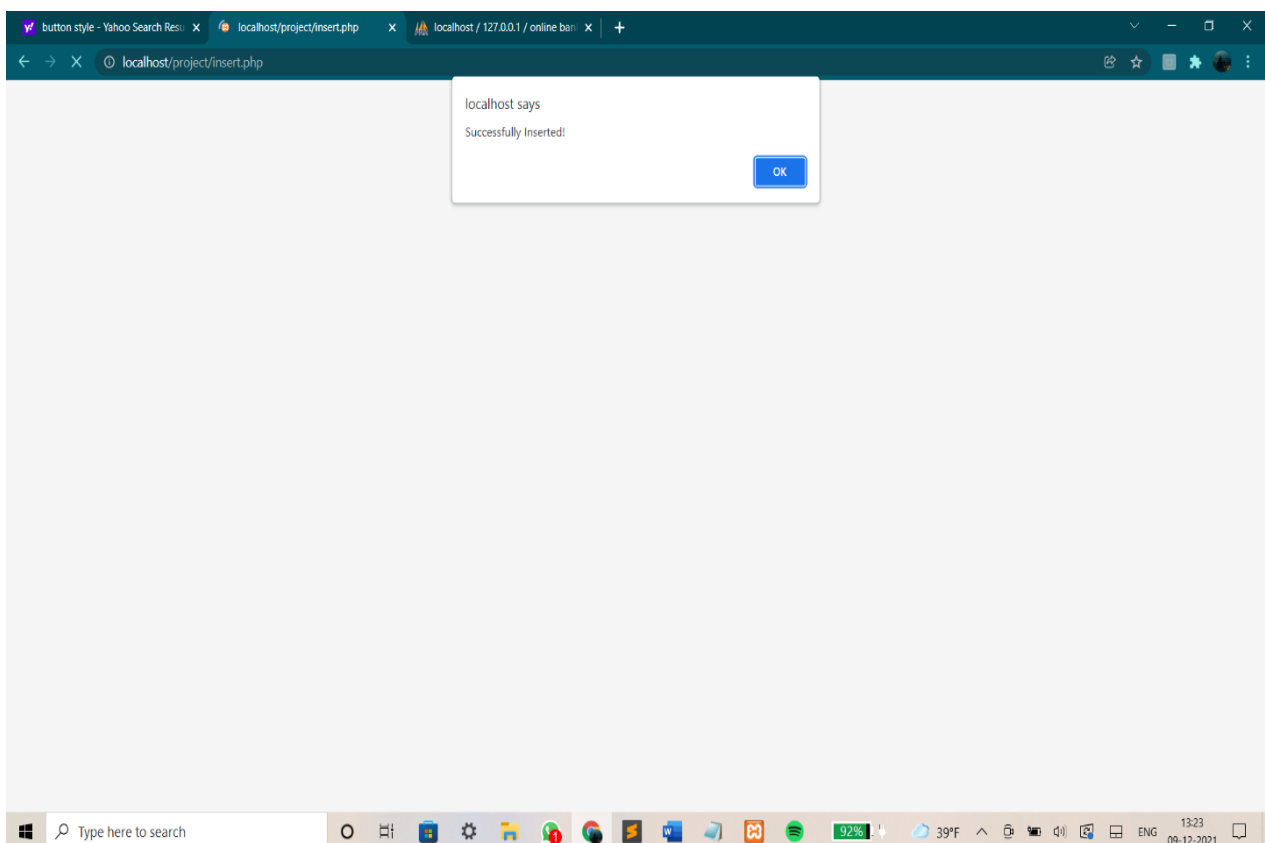 button style - Yahoo Search Resu
localhost/project/insert.php
localhost / 127.0.0.1 / online ban
localhost/project/insert.php
localhost says
Successfully Inserted!
OK
Type here to search
92%
39°F
ENG
13:23
09-12-2021